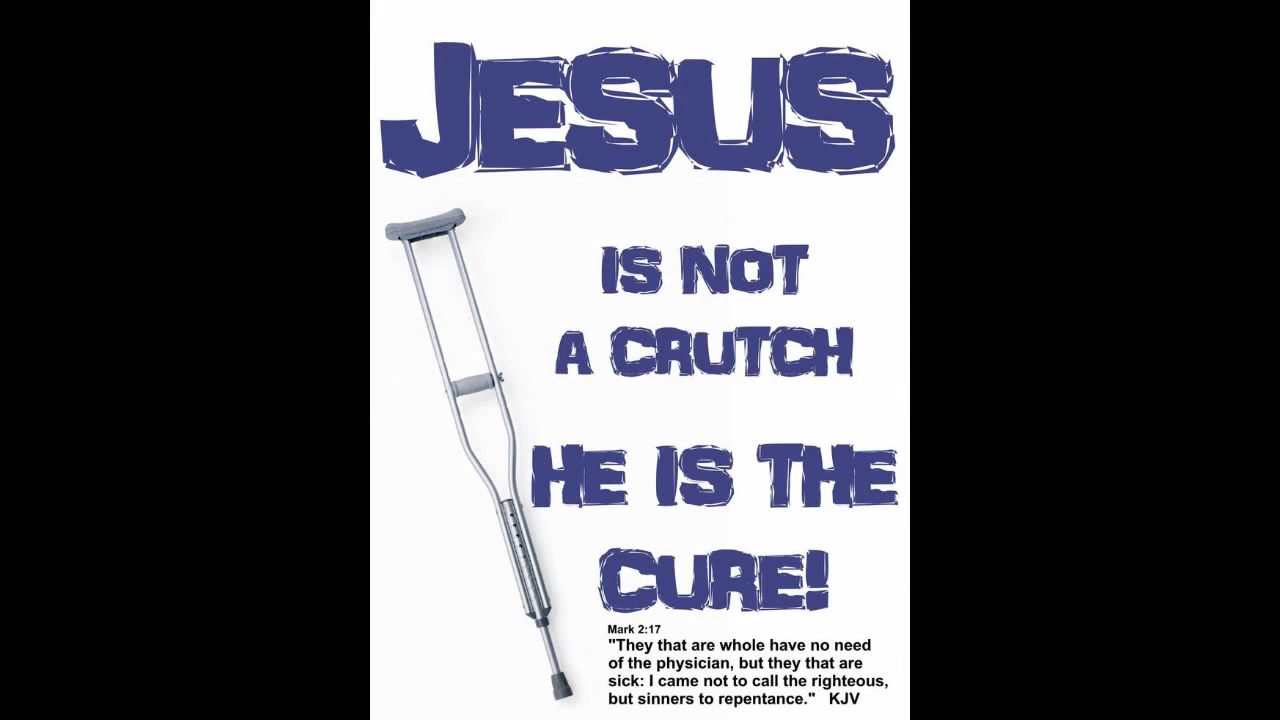 JESUS
IS NOT
A CRUTCH
HE IS THE
CURE!
Mark 2:17
"They that are whole have no need
of the physician, but they that are
sick: I came not to call the righteous,
but sinners to repentance."   KJV